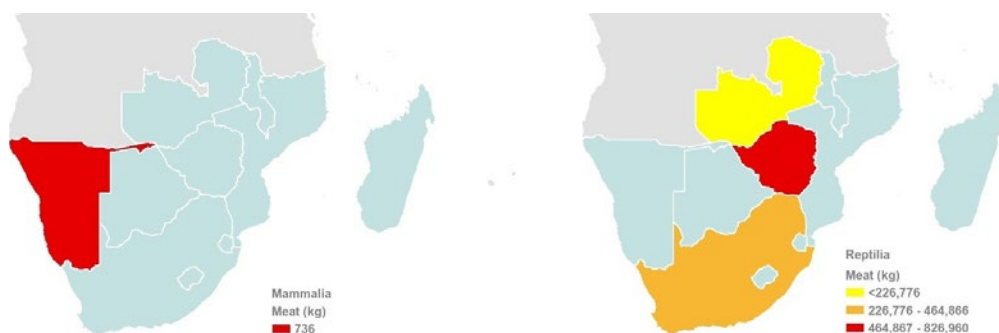 Mammalia
Meat (kg)
736
Reptilia
Meat (kg)
<226,776
226,776 - 464,866
464,867 - 826,960